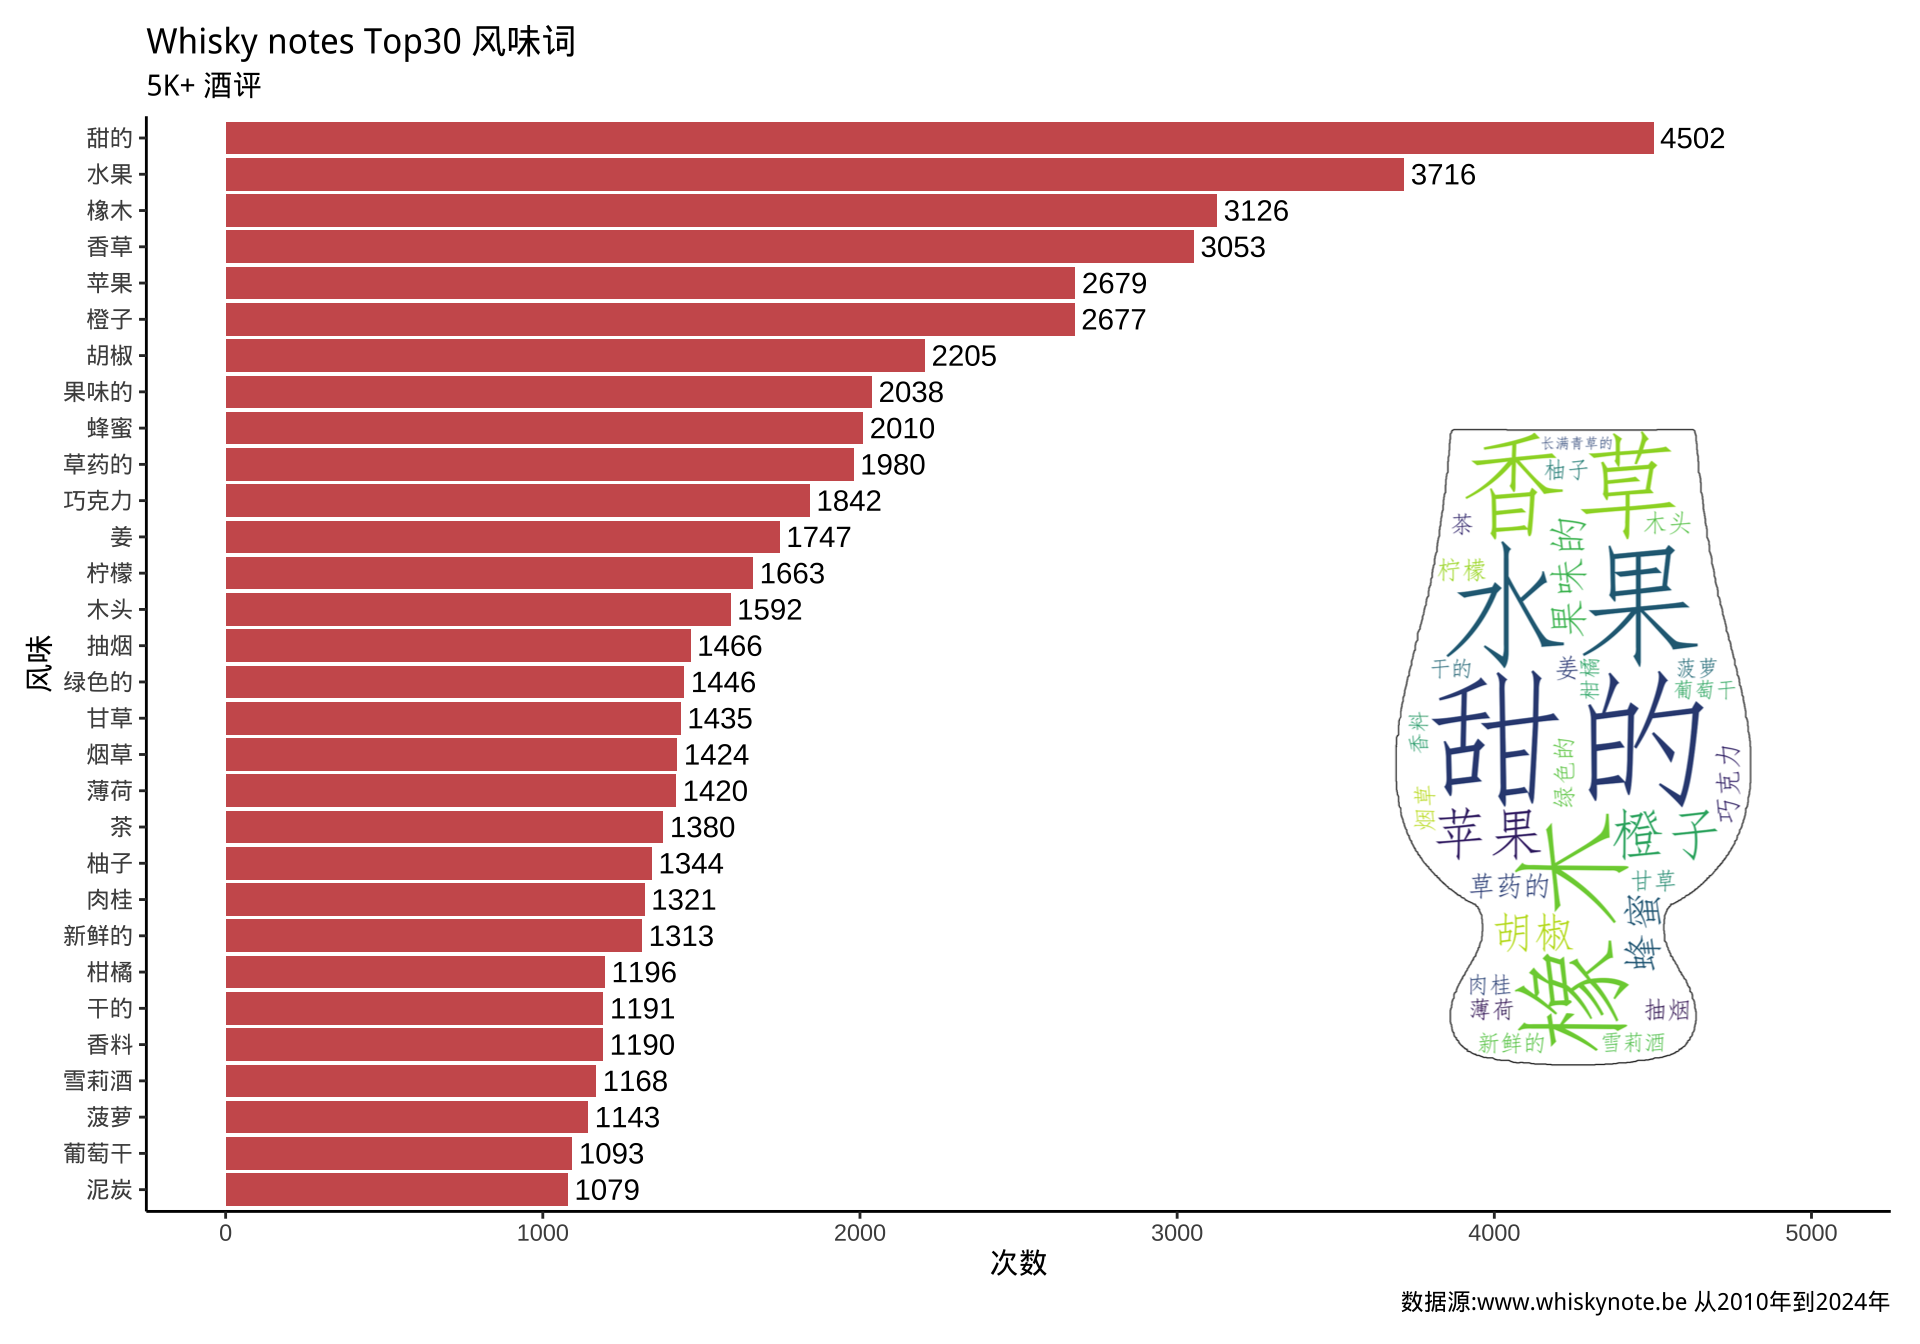 Whisky notes Top30 风味词
5K+ 酒评
风味
甜的 4502
水果 3716
橡木 3126
香草 3053
苹果 2679
橙子 2677
胡椒 2205
果味的 2038
蜂蜜 2010
草药的 1980
巧克力 1842
姜 1747
柠檬 1663
木头 1592
抽烟 1466
绿色的 1446
甘草 1435
烟草 1424
薄荷 1420
茶 1380
柚子 1344
肉桂 1321
新鲜的 1313
柑橘 1196
干的 1191
香料 1190
雪莉酒 1168
菠萝 1143
葡萄干 1093
泥炭 1079
0 1000 2000 3000 4000 5000
次数
长满青草的
香草
柚子
茶
木头
果味的
柠檬
水果
干的
姜
柑橘
菠萝
葡萄干
甜的
香料
绿色的
巧克力
烟草
苹果
橙子
橡木
草药的
甘草
蜂蜜
胡椒
肉桂
薄荷
抽烟
新鲜的
雪莉酒
数据源:www.whiskynote.be 从2010年到2024年